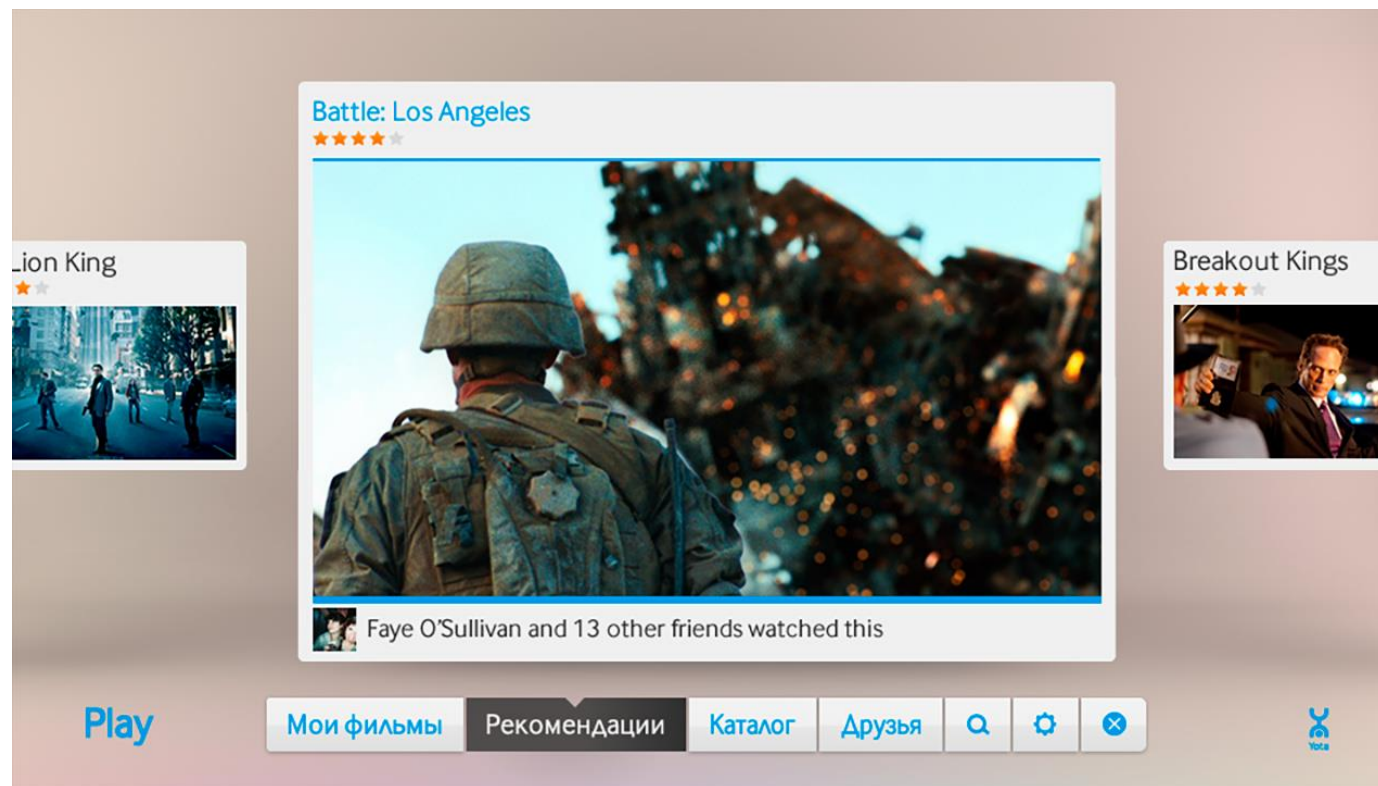 Battle: Los Angeles
Lion King
Breakout Kings
Faye O'Sullivan and 13 other friends watched this
Play
Мои фильмы
Рекомендации
Каталог
Друзья
Yota